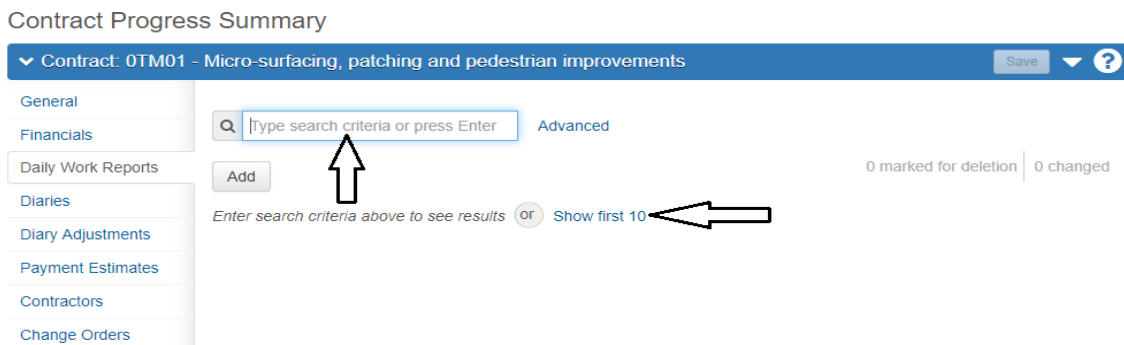 Contract Progress Summary
Contract: 0TM01 - Micro-surfacing, patching and pedestrian improvements Save ?
General
Financials
Daily Work Reports
Diaries
Diary Adjustments
Payment Estimates
Contractors
Change Orders
Type search criteria or press Enter Advanced
Add 0 marked for deletion 0 changed
Enter search criteria above to see results or Show first 10